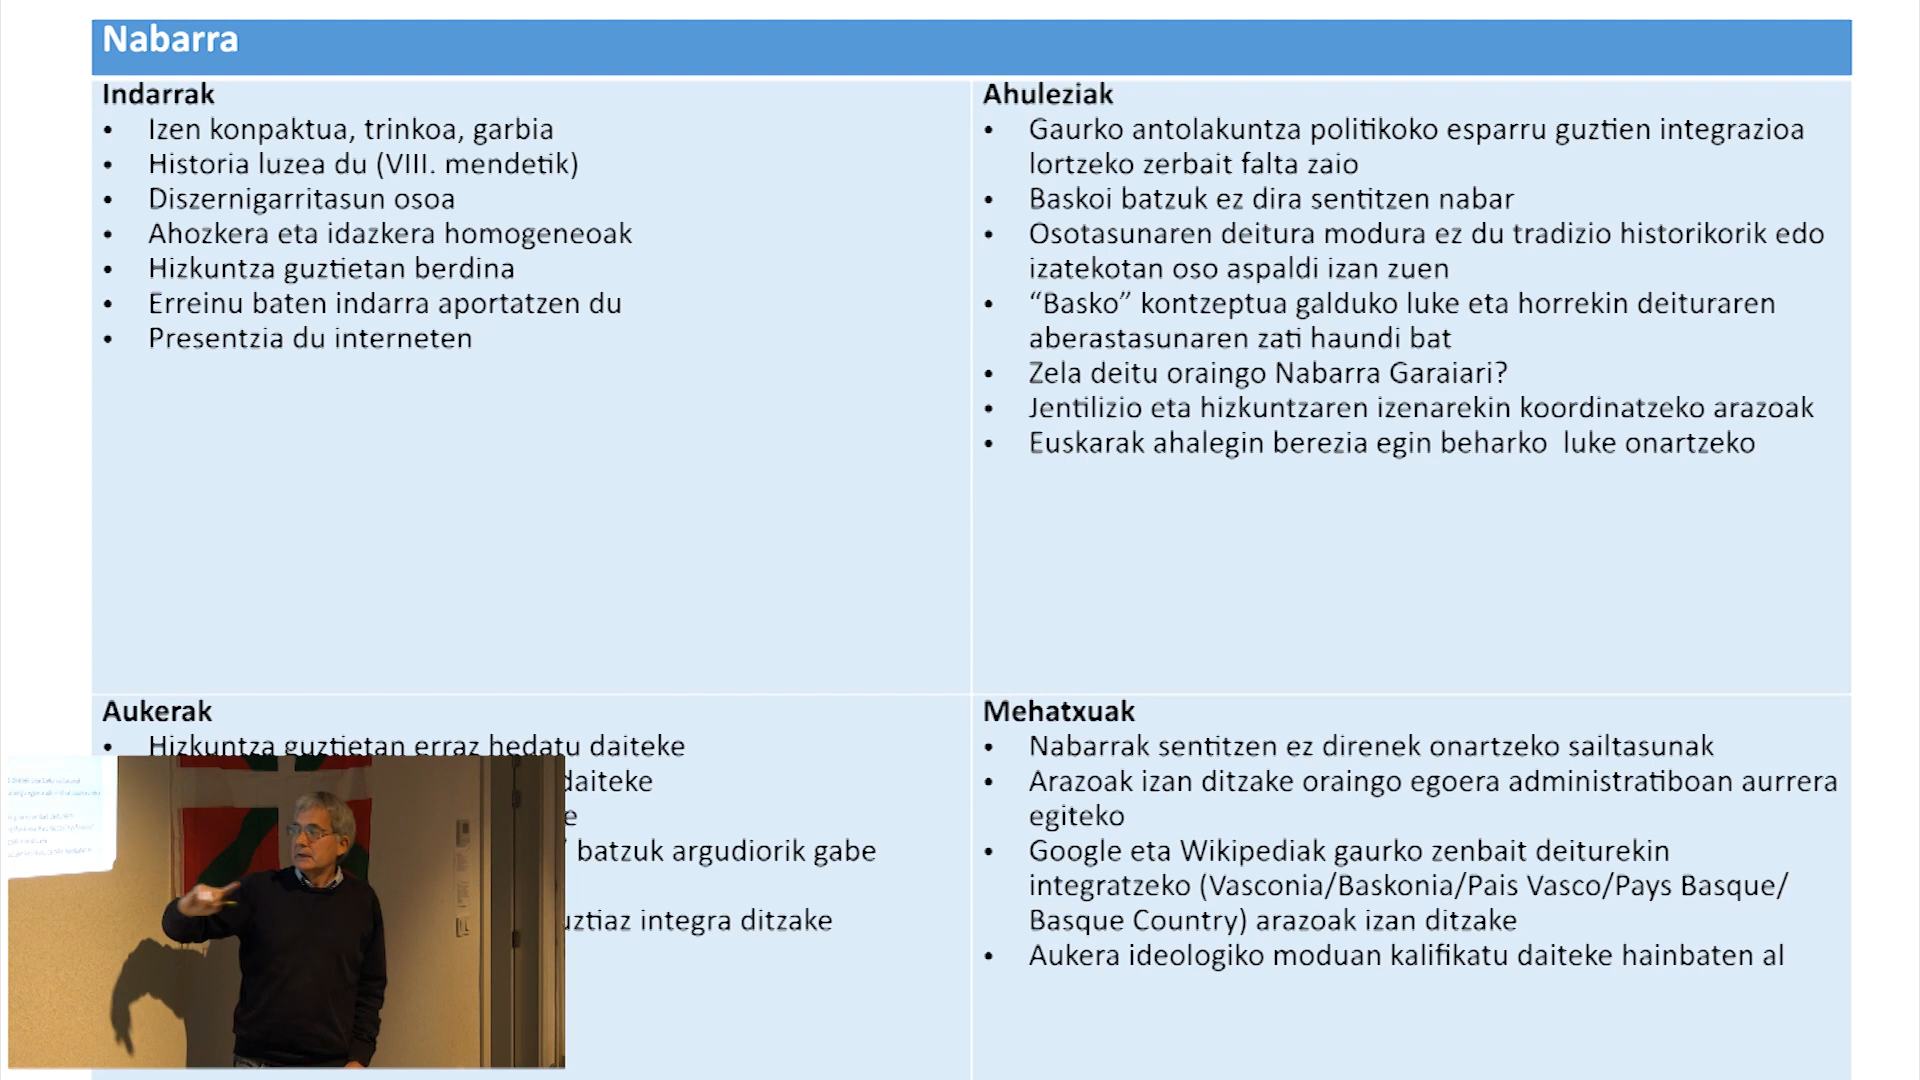 Nabarra
Indarrak
• Izen konpaktua, trinkoa, garbia
• Historia luzea du (VIII. mendetik)
• Diszernigarritasun osoa
• Ahozkera eta idazkera homogeneoak
• Hizkuntza guztietan berdina
• Erreinu baten indarra aportatzen du
• Presentzia du interneten
Ahuleziak
• Gaurko antolakuntza politikoko esparru guztien integrazioa
lortzeko zerbait falta zaio
• Baskoi batzuk ez dira sentitzen nabar
• Osotasunaren deitura modura ez du tradizio historikorik edo
izatekotan oso aspaldi izan zuen
• “Basko” kontzeptua galduko luke eta horrekin deituraren
aberastasunaren zati haundi bat
• Zela deitu oraingo Nabarra Garaiari?
• Jentilizio eta hizkuntzaren izenarekin koordinatzeko arazoak
• Euskarak ahalegin berezia egin beharko luke onartzeko
Aukerak
• Hizkuntza guztietan erraz hedatu daiteke
daiteke
e
batzuk argudiorik gabe
uztiaz integra ditzake
Mehatxuak
• Nabarrak sentitzen ez direnek onartzeko sailtasunak
• Arazoak izan ditzake oraingo egoera administratiboan aurrera
egiteko
• Google eta Wikipediak gaurko zenbait deiturekin
integratzeko (Vasconia/Baskonia/Pais Vasco/Pays Basque/
Basque Country) arazoak izan ditzake
• Aukera ideologiko moduan kalifikatu daiteke hainbaten al